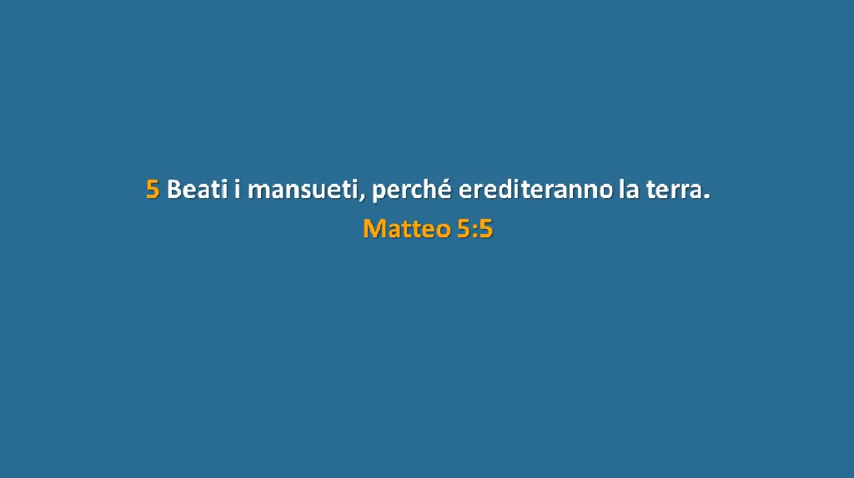 5 Beati i mansueti, perché erediteranno la terra.
Matteo 5:5